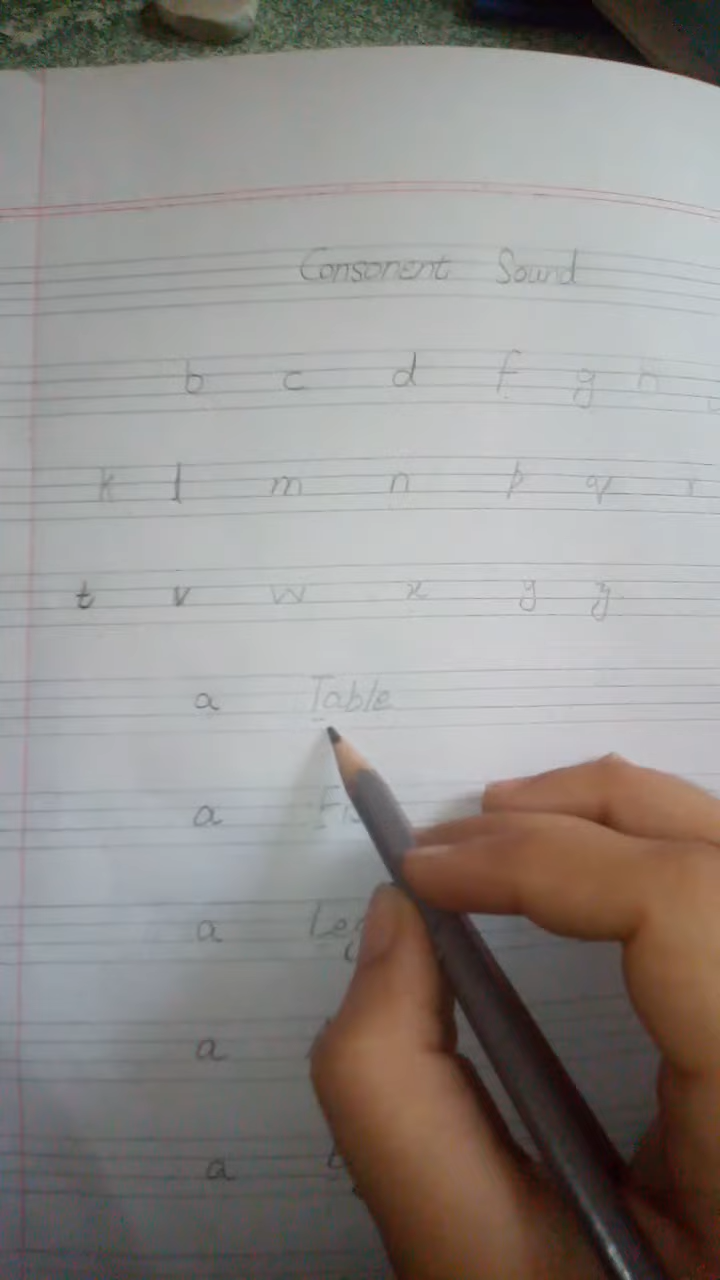 Consonent Sound
b c d f g h
k l m n p q r
t v w x y z
a Table
a
a
a
a